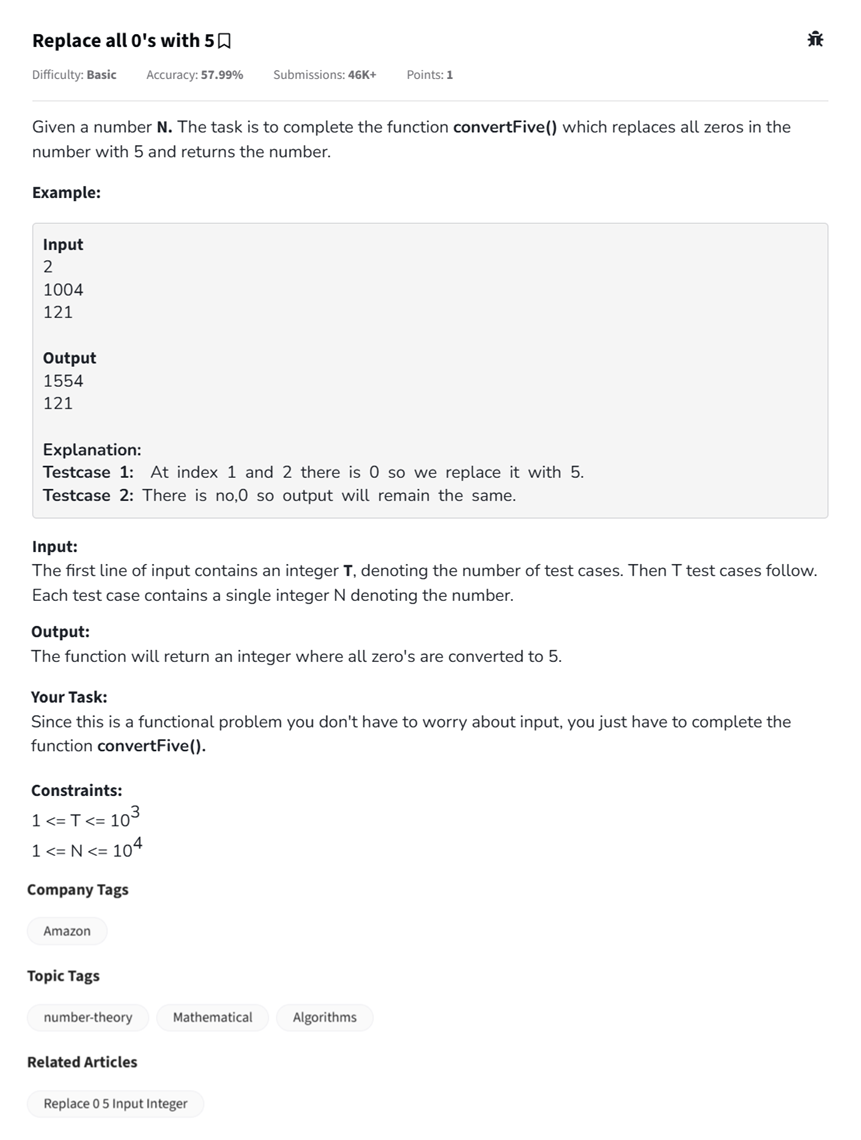 Replace all 0's with 5
Difficulty: Basic Accuracy: 57.99% Submissions: 46K+ Points: 1
Given a number N. The task is to complete the function convertFive() which replaces all zeros in the
number with 5 and returns the number.
Example:
Input
2
1004
121
Output
1554
121
Explanation:
Testcase 1: At index 1 and 2 there is 0 so we replace it with 5.
Testcase 2: There is no,0 so output will remain the same.
Input:
The first line of input contains an integer T, denoting the number of test cases. Then T test cases follow.
Each test case contains a single integer N denoting the number.
Output:
The function will return an integer where all zero's are converted to 5.
Your Task:
Since this is a functional problem you don't have to worry about input, you just have to complete the
function convertFive().
Constraints:
1 <= T <= 10³
1 <= N <= 10⁴
Company Tags
Amazon
Topic Tags
number-theory Mathematical Algorithms
Related Articles
Replace 0 5 Input Integer